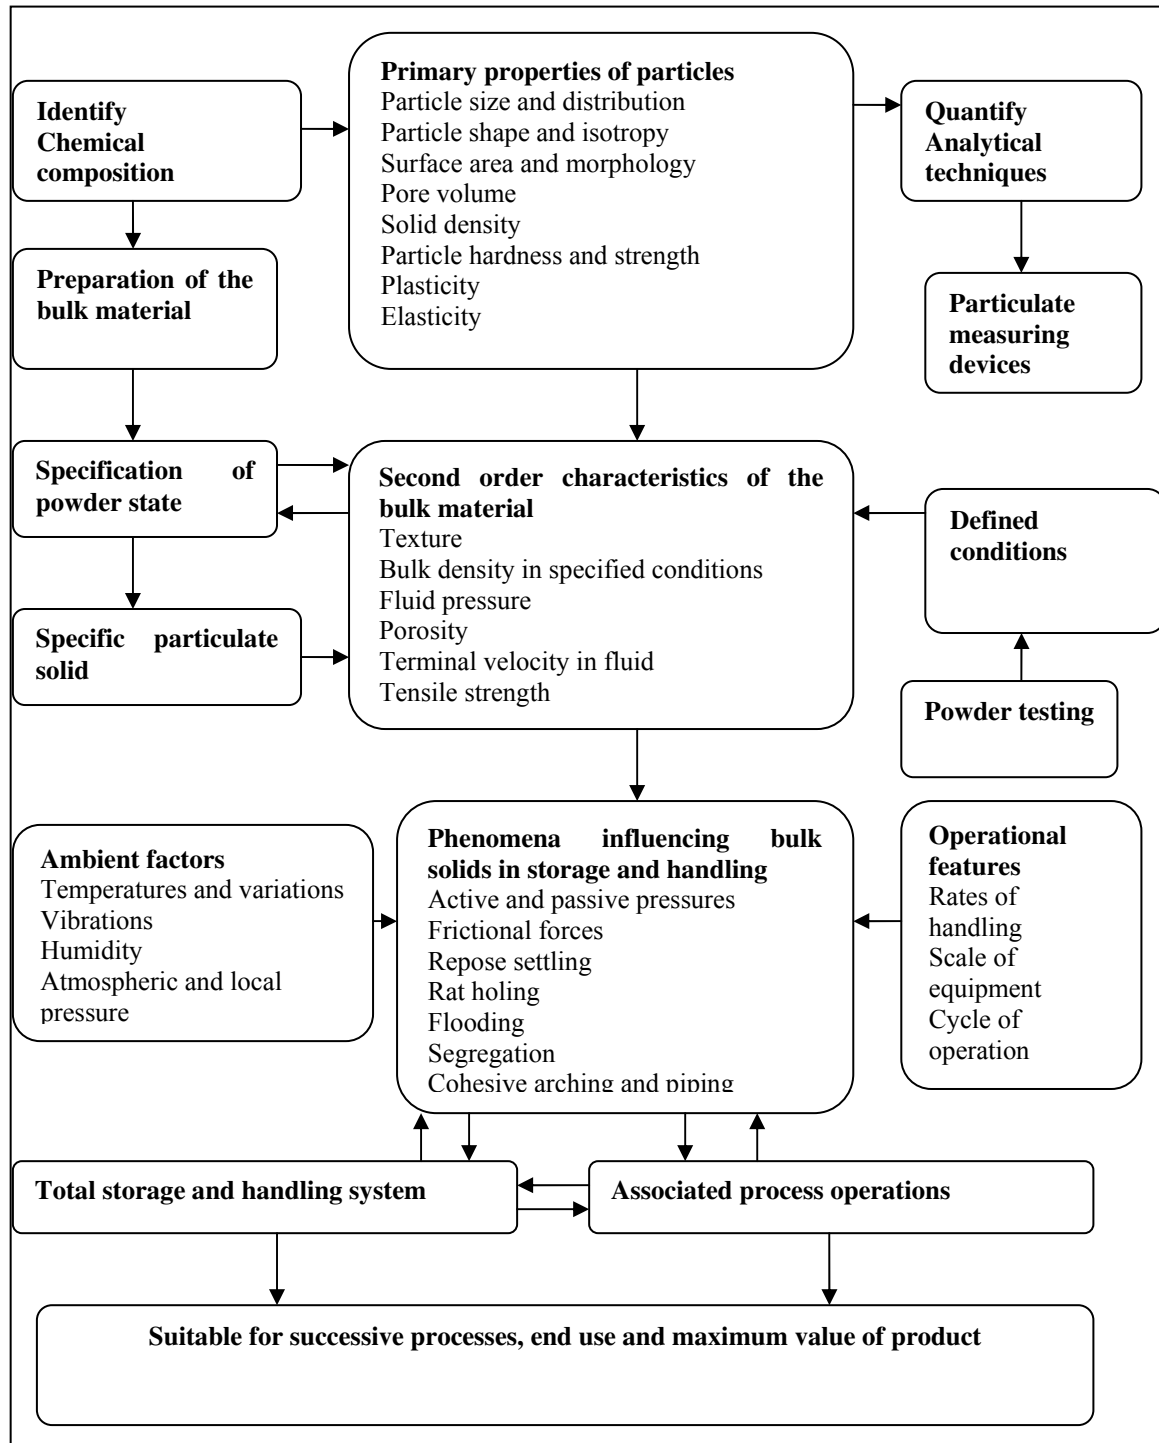 Identify
Chemical
composition
Primary properties of particles
Particle size and distribution
Particle shape and isotropy
Surface area and morphology
Pore volume
Solid density
Particle hardness and strength
Plasticity
Elasticity
Quantify
Analytical
techniques
Preparation of the
bulk material
Particulate
measuring
devices
Specification of
powder state
Second order characteristics of the
bulk material
Texture
Bulk density in specified conditions
Fluid pressure
Porosity
Terminal velocity in fluid
Tensile strength
Defined
conditions
Specific particulate
solid
Powder testing
Ambient factors
Temperatures and variations
Vibrations
Humidity
Atmospheric and local
pressure
Phenomena influencing bulk
solids in storage and handling
Active and passive pressures
Frictional forces
Repose settling
Rat holing
Flooding
Segregation
Cohesive arching and piping
Operational
features
Rates of
handling
Scale of
equipment
Cycle of
operation
Total storage and handling system
Associated process operations
Suitable for successive processes, end use and maximum value of product